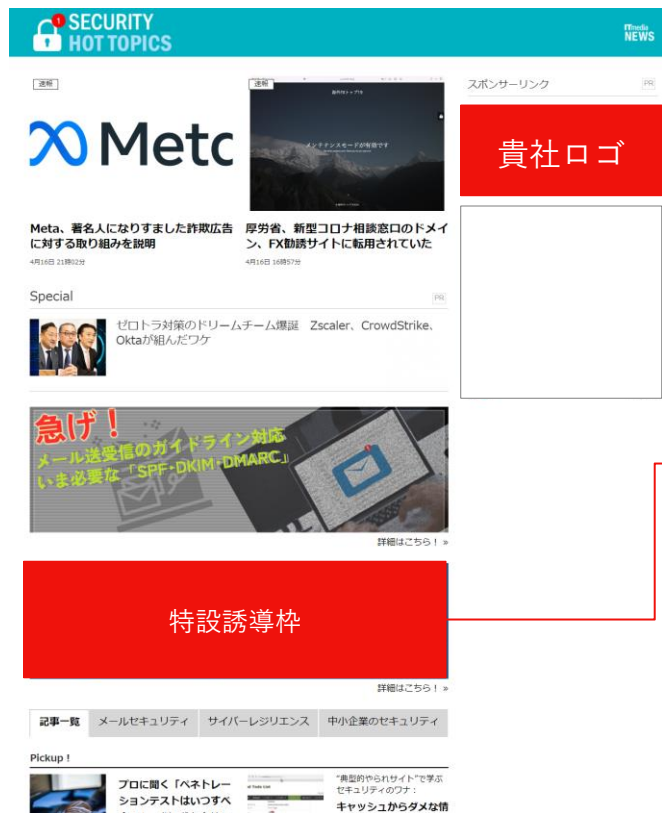 1
SECURITY
HOT TOPICS
ITmedia
NEWS
速報
Meta
Meta、著名人になりすました詐欺広告
に対する取り組みを説明
4月16日 21時02分
速報
メンテナンスモードが有効です
厚労省、新型コロナ相談窓口のドメイ
ン、FX勧誘サイトに転用されていた
4月16日 16時57分
スポンサーリンク
PR
貴社ロゴ
Special
PR
ゼロトラ対策のドリームチーム爆誕 Zscaler、CrowdStrike、
Oktaが組んだワケ
急げ！
メール送受信のガイドライン対応
いま必要な「SPF・DKIM・DMARC」
詳細はこちら！ »
特設誘導枠
詳細はこちら！ »
記事一覧
メールセキュリティ
サイバーレジリエンス
中小企業のセキュリティ
Pickup！
プロに聞く「ペネトレー
ションテストはいつすべ
"典型的やられサイト"で学ぶ
セキュリティのワナ：
キャッシュからダメな情